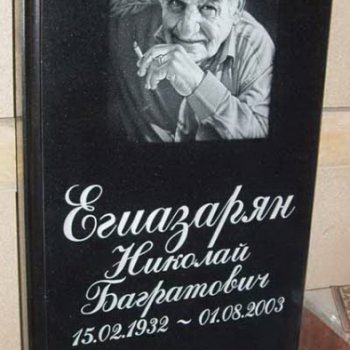 Егиазарян
Николай
Багратович
15.02.1932 ~ 01.08.2003